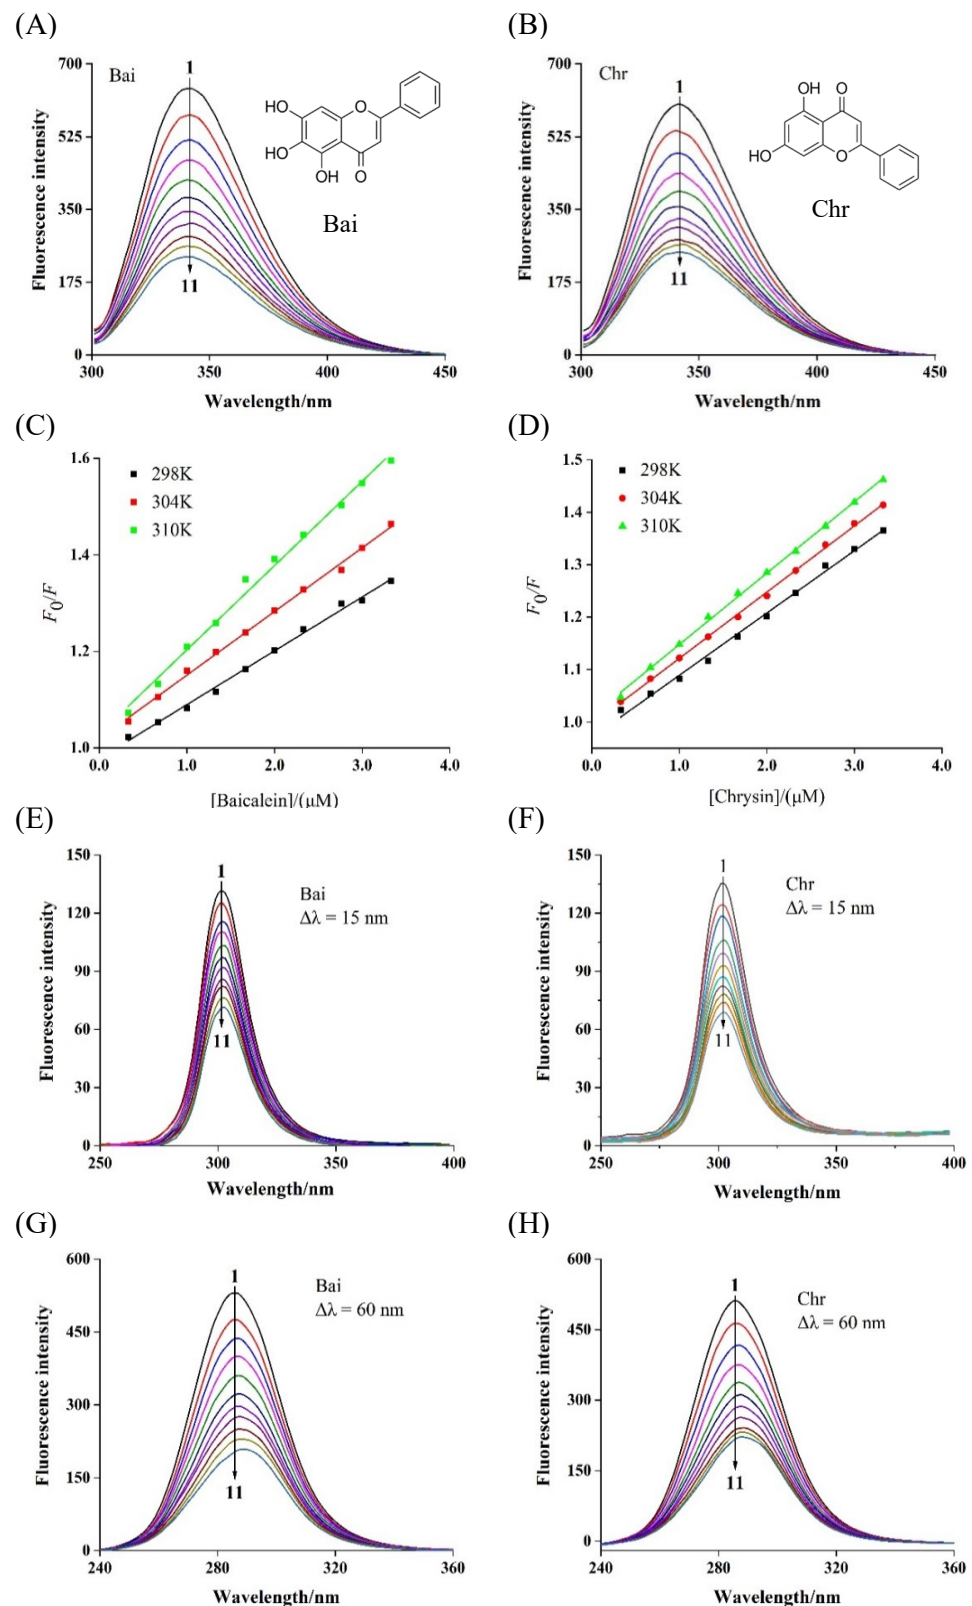 (A)
(B)
700
525
350
175
0
300
350
400
450
Fluorescence intensity
Wavelength/nm
Bai
1
11
HO
HO
OH
O
O
Bai
700
525
350
175
0
300
350
400
450
Fluorescence intensity
Wavelength/nm
Chr
1
11
OH
O
HO
O
Chr
(C)
(D)
1.6
1.4
1.2
1.0
0.0
1.0
2.0
3.0
4.0
F0/F
298K
304K
310K
[Baicalein]/(μM)
1.5
1.4
1.3
1.2
1.1
1.0
0.0
1.0
2.0
3.0
4.0
F0/F
298K
304K
310K
[Chrysin]/(μM)
(E)
(F)
150
120
90
60
30
0
250
300
350
400
Fluorescence intensity
Wavelength/nm
1
11
Bai
Δλ = 15 nm
150
120
90
60
30
0
250
300
350
400
Fluorescence intensity
Wavelength/nm
1
11
Chr
Δλ = 15 nm
(G)
(H)
600
450
300
150
0
240
280
320
360
Fluorescence intensity
Wavelength/nm
1
11
Bai
Δλ = 60 nm
600
450
300
150
0
240
280
320
360
Fluorescence intensity
Wavelength/nm
1
11
Chr
Δλ = 60 nm